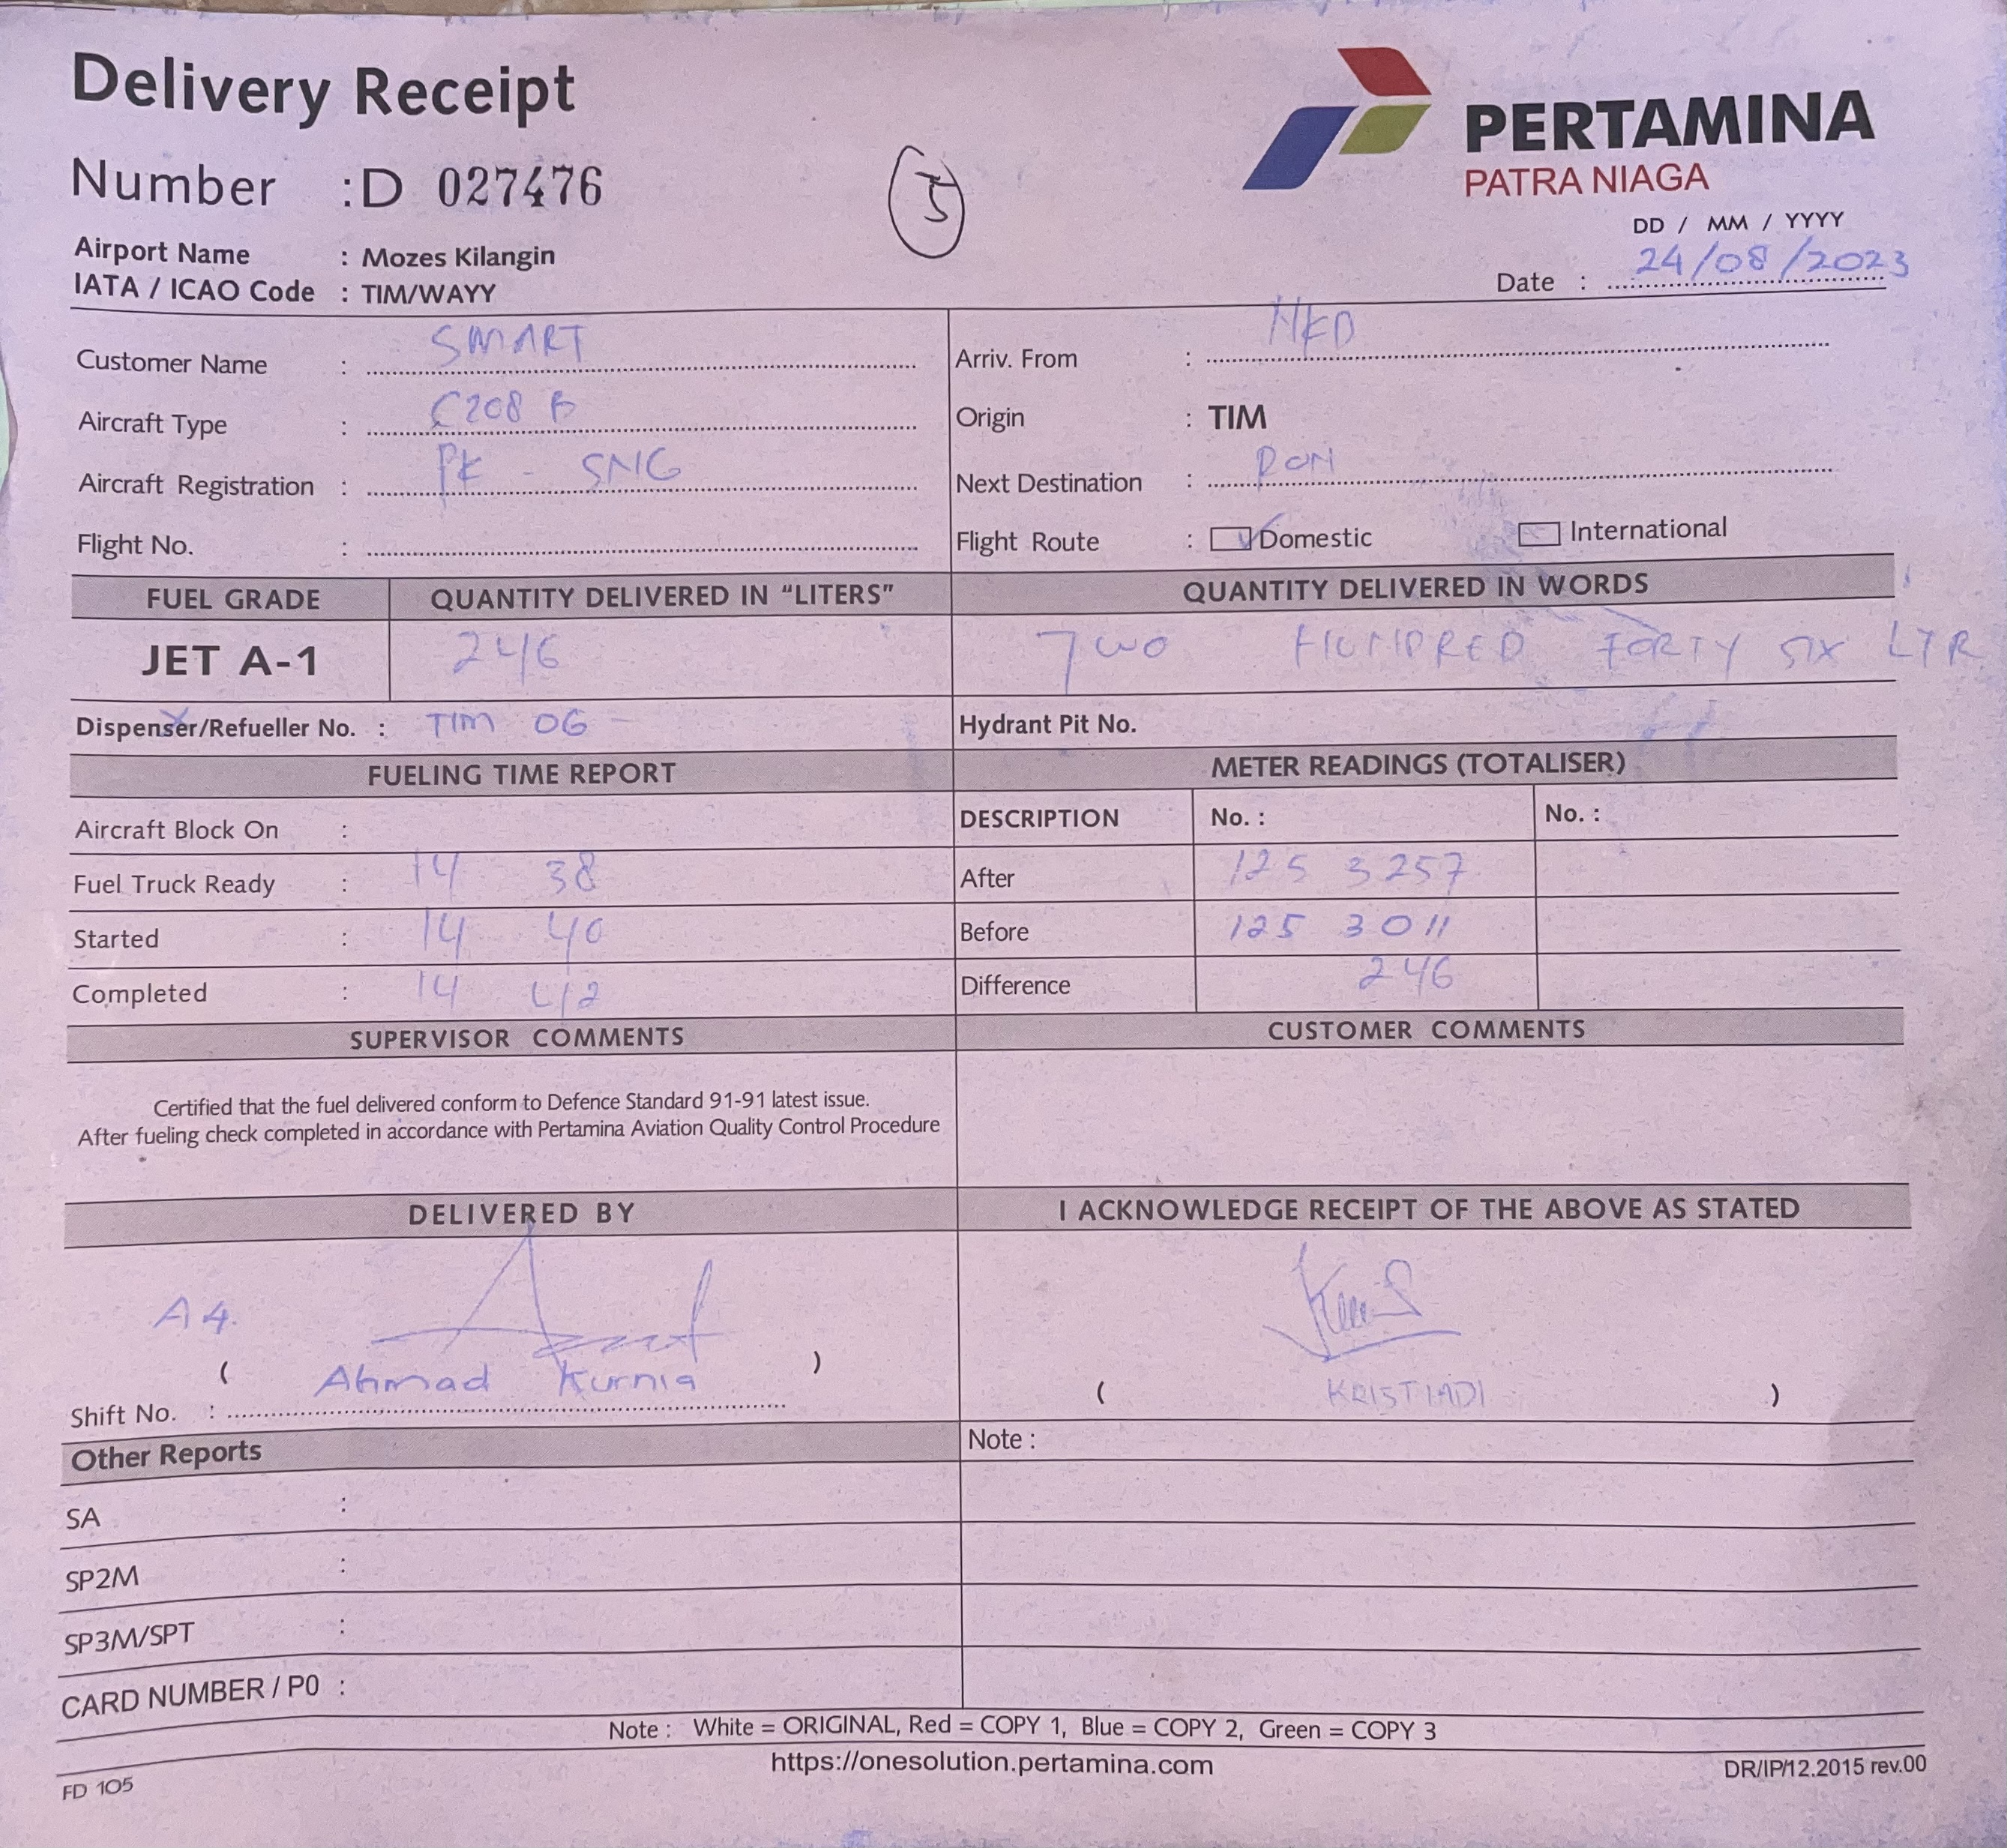 Delivery Receipt
PERTAMINA
PATRA NIAGA
Number : D 027476
5
DD / MM / YYYY
Airport Name : Mozes Kilangin
Date : 24/08/2023
IATA / ICAO Code : TIM/WAYY
Customer Name : SMART
Arriv. From :
Aircraft Type : C208 B
Origin : TIM
Aircraft Registration : PK - SNG
Next Destination :
Flight No. :
Flight Route : Domestic International
FUEL GRADE QUANTITY DELIVERED IN “LITERS” QUANTITY DELIVERED IN WORDS
JET A-1 246 TWO HUNDRED FORTY SIX LTR
Dispenser/Refueller No. : TIM 06 -
Hydrant Pit No.
FUELING TIME REPORT METER READINGS (TOTALISER)
Aircraft Block On :
DESCRIPTION No. : No. :
Fuel Truck Ready : 14 38
After 125 3257
Started : 14 40
Before 125 3011
Completed : 14 42
Difference 246
SUPERVISOR COMMENTS CUSTOMER COMMENTS
Certified that the fuel delivered conform to Defence Standard 91-91 latest issue.
After fueling check completed in accordance with Pertamina Aviation Quality Control Procedure
DELIVERED BY I ACKNOWLEDGE RECEIPT OF THE ABOVE AS STATED
A4.
( Ahmad Kurnia )
( KRISTIADI )
Shift No. :
Other Reports
Note :
SA :
SP2M :
SP3M/SPT :
CARD NUMBER / P0 :
Note : White = ORIGINAL, Red = COPY 1, Blue = COPY 2, Green = COPY 3
https://onesolution.pertamina.com
FD 105
DR/IP/12.2015 rev.00